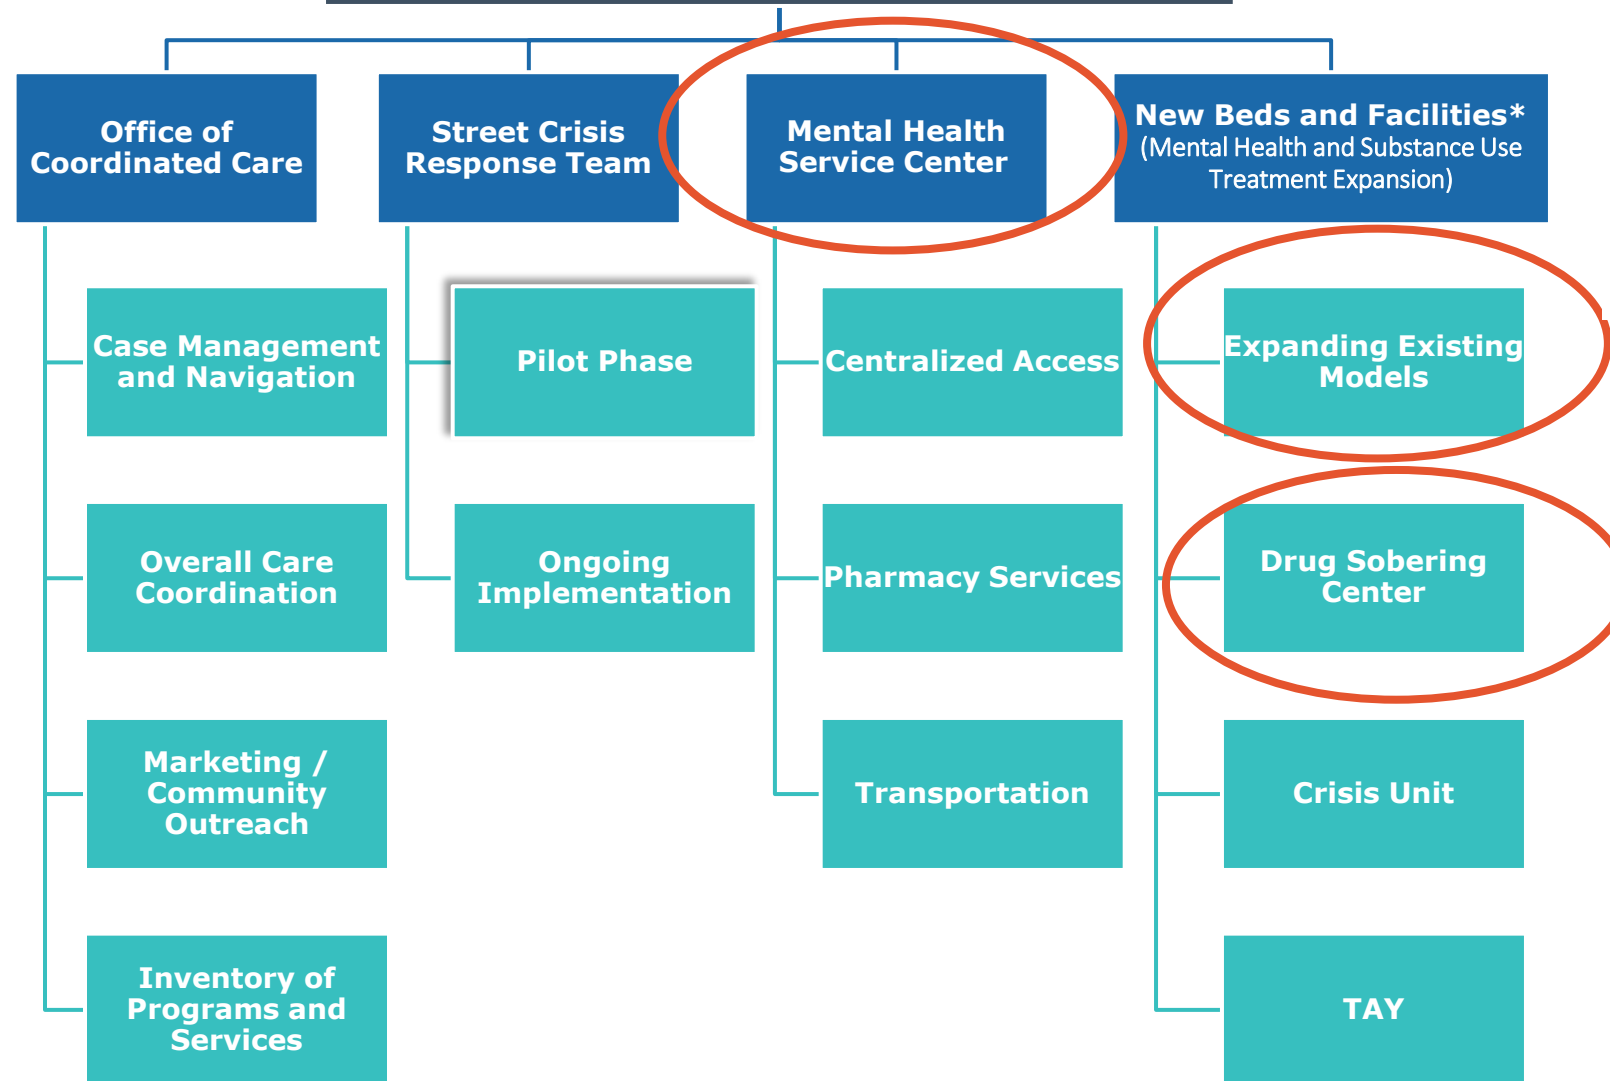 Office of
Coordinated Care
Street Crisis
Response Team
Mental Health
Service Center
New Beds and Facilities*
(Mental Health and Substance Use
Treatment Expansion)
Case Management
and Navigation
Pilot Phase
Centralized Access
Expanding Existing
Models
Overall Care
Coordination
Ongoing
Implementation
Pharmacy Services
Drug Sobering
Center
Marketing /
Community
Outreach
Transportation
Crisis Unit
Inventory of
Programs and
Services
TAY